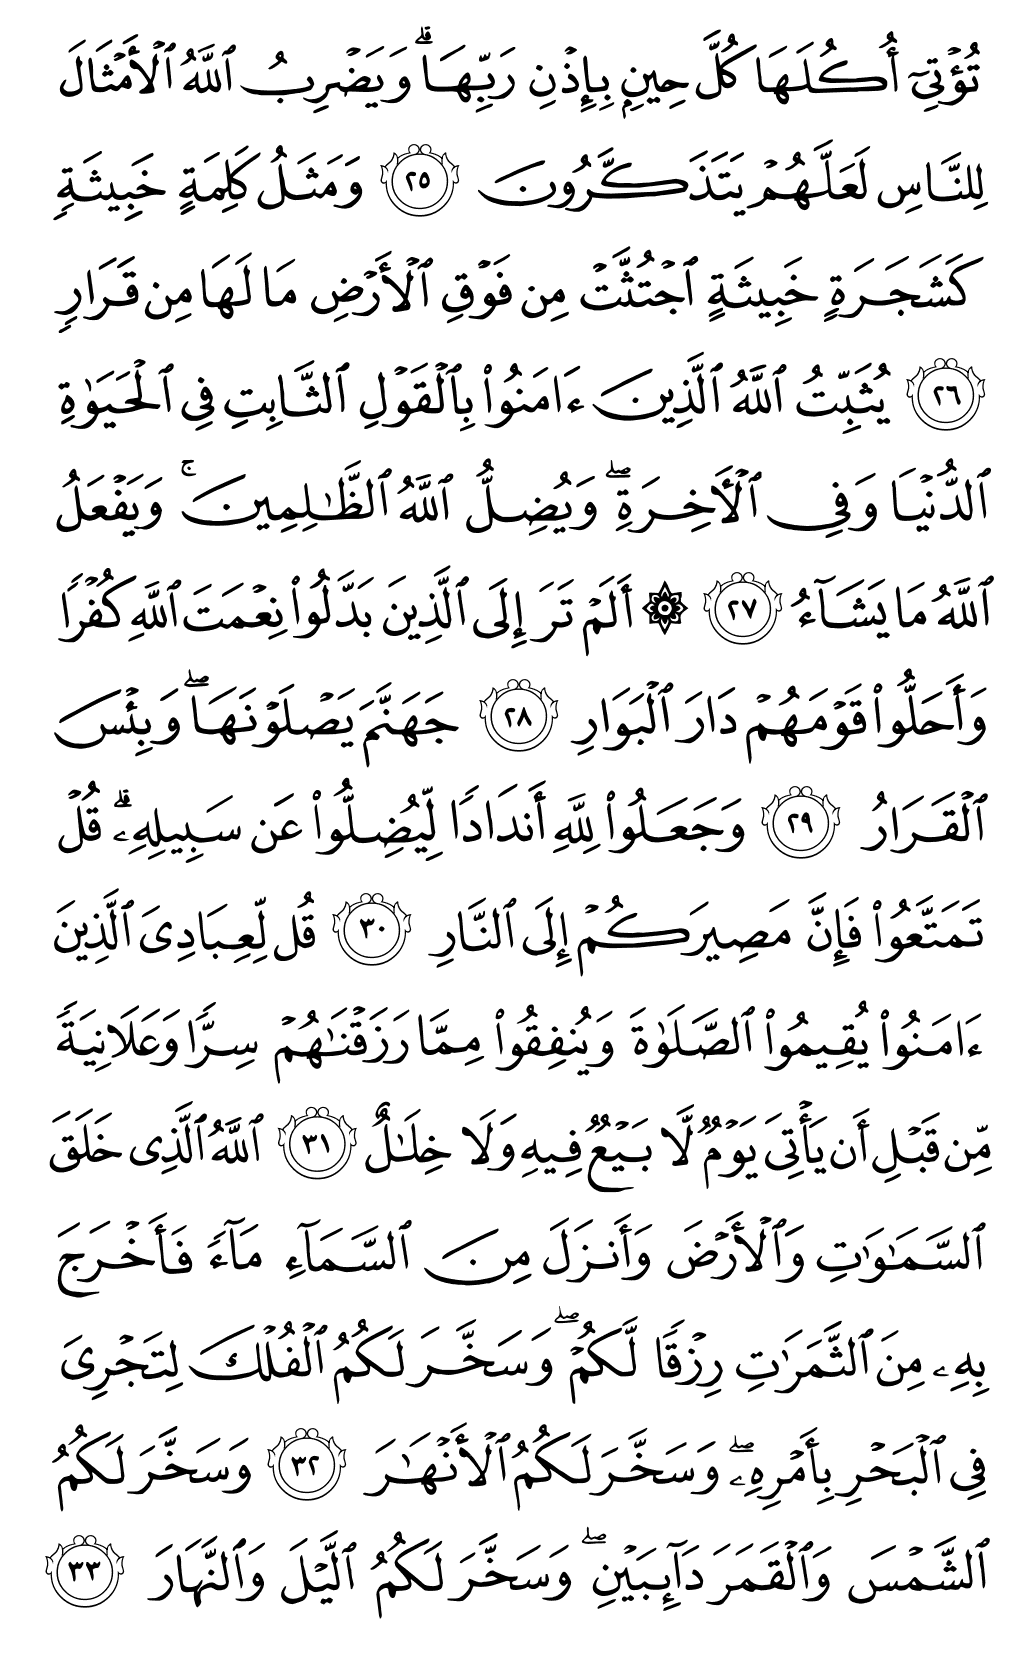 تُؤۡتِيٓ أُكُلَهَا كُلَّ حِينِۭ بِإِذۡنِ رَبِّهَاۗ وَيَضۡرِبُ ٱللَّهُ ٱلۡأَمۡثَالَ
لِلنَّاسِ لَعَلَّهُمۡ يَتَذَكَّرُونَ ٢٥ وَمَثَلُ كَلِمَةٍ خَبِيثَةٖ
كَشَجَرَةٍ خَبِيثَةٍ ٱجۡتُثَّتۡ مِن فَوۡقِ ٱلۡأَرۡضِ مَا لَهَا مِن قَرَارٖ
٢٦ يُثَبِّتُ ٱللَّهُ ٱلَّذِينَ ءَامَنُواْ بِٱلۡقَوۡلِ ٱلثَّابِتِ فِي ٱلۡحَيَوٰةِ
ٱلدُّنۡيَا وَفِي ٱلۡأٓخِرَةِۖ وَيُضِلُّ ٱللَّهُ ٱلظَّٰلِمِينَۚ وَيَفۡعَلُ
ٱللَّهُ مَا يَشَآءُ ٢٧ ۞ أَلَمۡ تَرَ إِلَى ٱلَّذِينَ بَدَّلُواْ نِعۡمَتَ ٱللَّهِ كُفۡرٗا
وَأَحَلُّواْ قَوۡمَهُمۡ دَارَ ٱلۡبَوَارِ ٢٨ جَهَنَّمَ يَصۡلَوۡنَهَاۖ وَبِئۡسَ
ٱلۡقَرَارُ ٢٩ وَجَعَلُواْ لِلَّهِ أَندَادٗا لِّيُضِلُّواْ عَن سَبِيلِهِۦۗ قُلۡ
تَمَتَّعُواْ فَإِنَّ مَصِيرَكُمۡ إِلَى ٱلنَّارِ ٣٠ قُل لِّعِبَادِيَ ٱلَّذِينَ
ءَامَنُواْ يُقِيمُواْ ٱلصَّلَوٰةَ وَيُنفِقُواْ مِمَّا رَزَقۡنَٰهُمۡ سِرّٗا وَعَلَانِيَةٗ
مِّن قَبۡلِ أَن يَأۡتِيَ يَوۡمٞ لَّا بَيۡعٞ فِيهِ وَلَا خِلَٰلٌ ٣١ ٱللَّهُ ٱلَّذِي خَلَقَ
ٱلسَّمَٰوَٰتِ وَٱلۡأَرۡضَ وَأَنزَلَ مِنَ ٱلسَّمَآءِ مَآءٗ فَأَخۡرَجَ
بِهِۦ مِنَ ٱلثَّمَرَٰتِ رِزۡقٗا لَّكُمۡۖ وَسَخَّرَ لَكُمُ ٱلۡفُلۡكَ لِتَجۡرِيَ
فِي ٱلۡبَحۡرِ بِأَمۡرِهِۦۖ وَسَخَّرَ لَكُمُ ٱلۡأَنۡهَٰرَ ٣٢ وَسَخَّرَ لَكُمُ
ٱلشَّمۡسَ وَٱلۡقَمَرَ دَآئِبَيۡنِۖ وَسَخَّرَ لَكُمُ ٱلَّيۡلَ وَٱلنَّهَارَ ٣٣